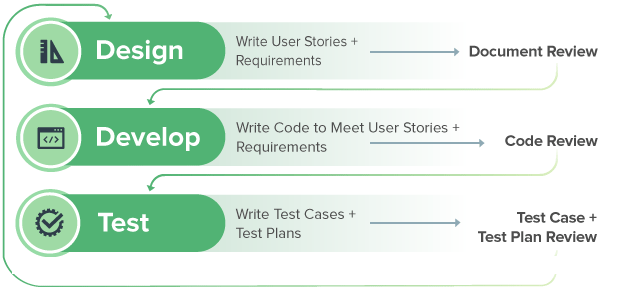 Design
Write User Stories +
Requirements
Document Review
</>
Develop
Write Code to Meet User Stories +
Requirements
Code Review
Test
Write Test Cases +
Test Plans
Test Case +
Test Plan Review